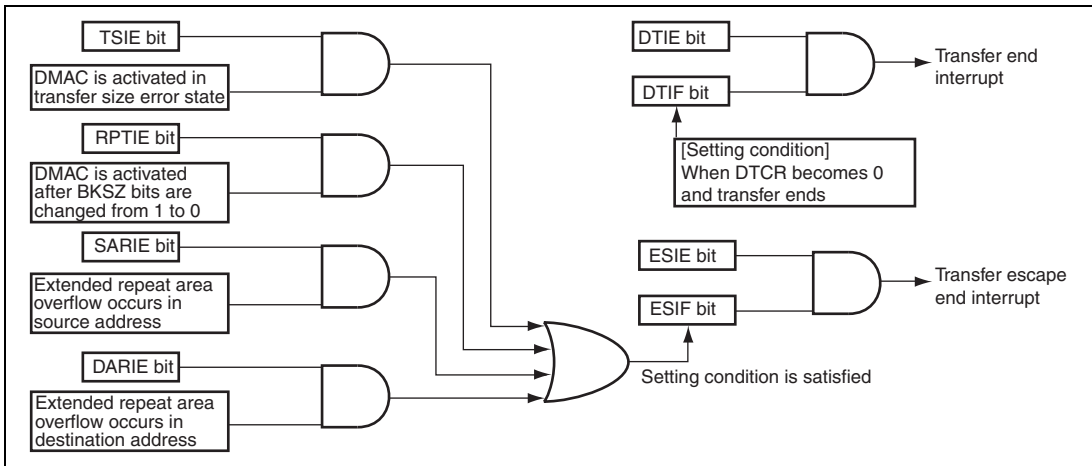 TSIE bit
DMAC is activated in
transfer size error state
RPTIE bit
DMAC is activated
after BKSZ bits are
changed from 1 to 0
SARIE bit
Extended repeat area
overflow occurs in
source address
DARIE bit
Extended repeat area
overflow occurs in
destination address
DTIE bit
DTIF bit
[Setting condition]
When DTCR becomes 0
and transfer ends
Transfer end
interrupt
ESIE bit
ESIF bit
Setting condition is satisfied
Transfer escape
end interrupt